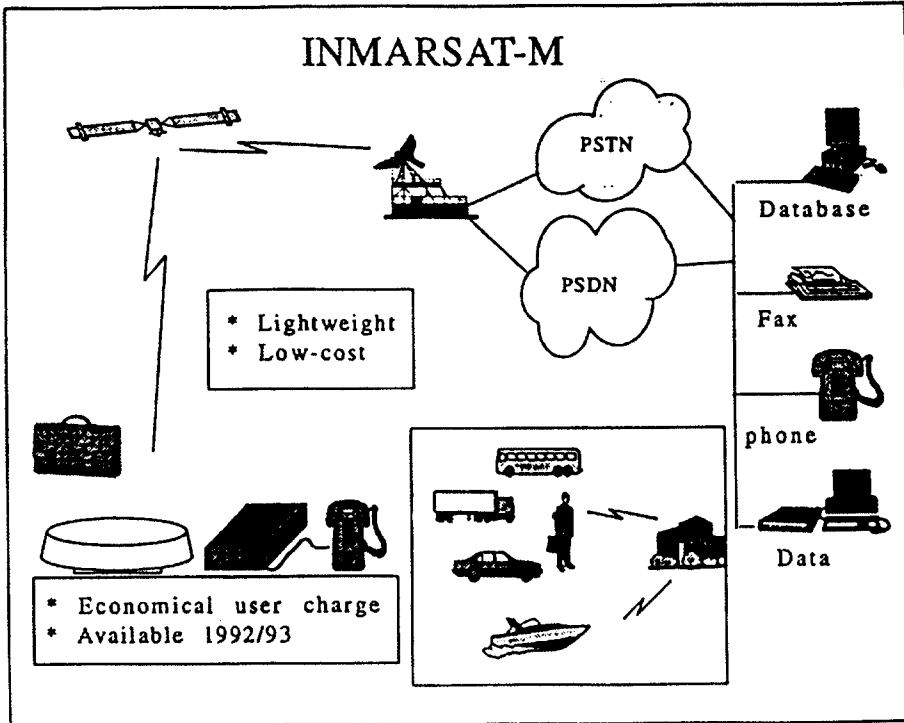 INMARSAT-M
PSTN
PSDN
Database
Fax
phone
Data
* Lightweight
* Low-cost
* Economical user charge
* Available 1992/93